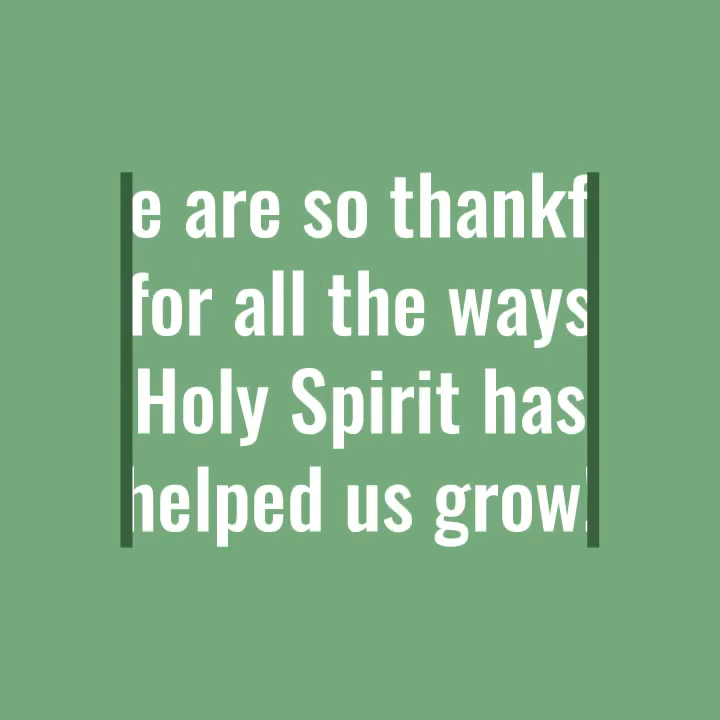 e are so thankf
for all the ways
Holy Spirit has
helped us grow!